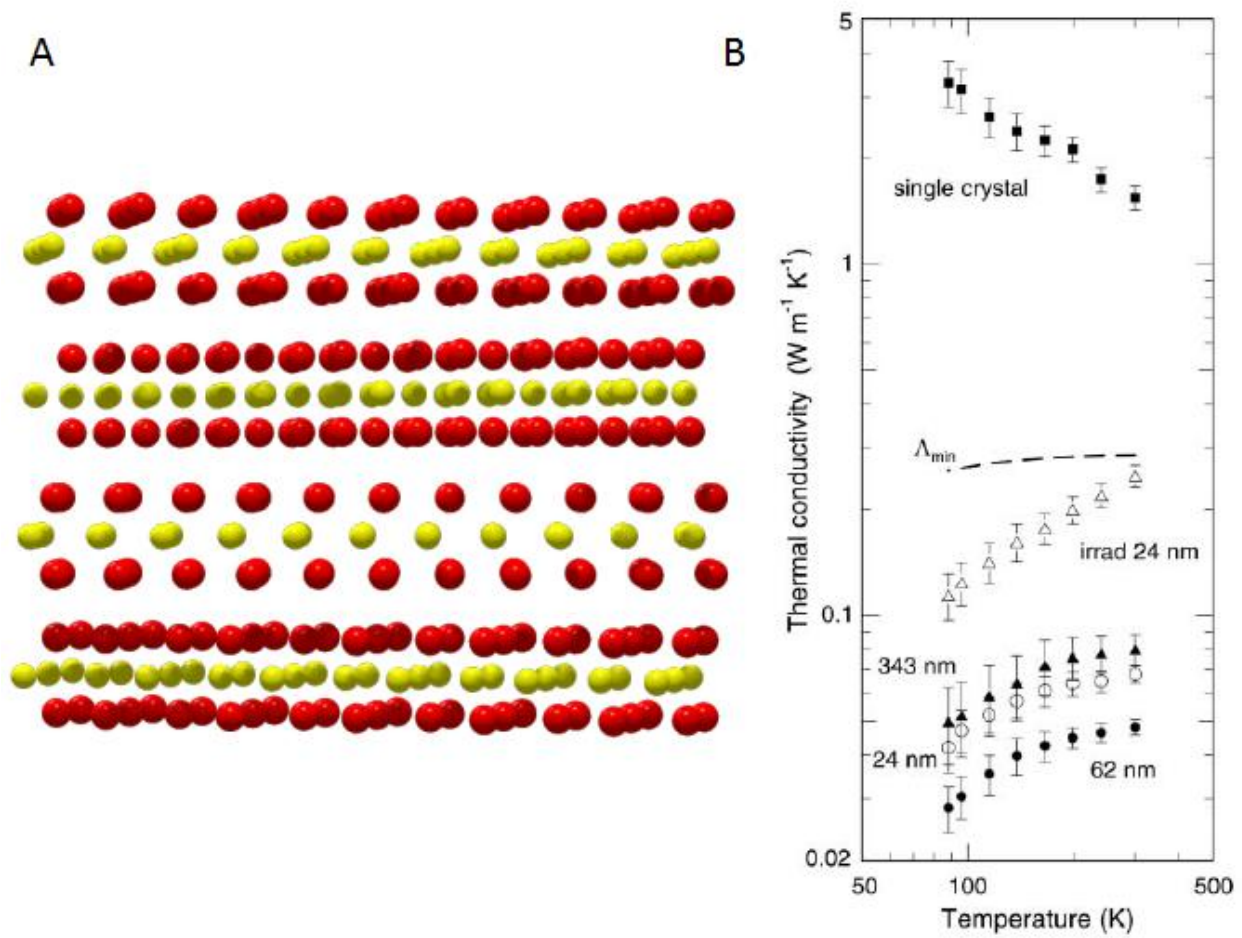 A
B
5
single crystal
1
Λmin
irrad 24 nm
0.1
343 nm
24 nm
62 nm
0.02
50
100
500
Thermal conductivity (W m⁻¹ K⁻¹)
Temperature (K)